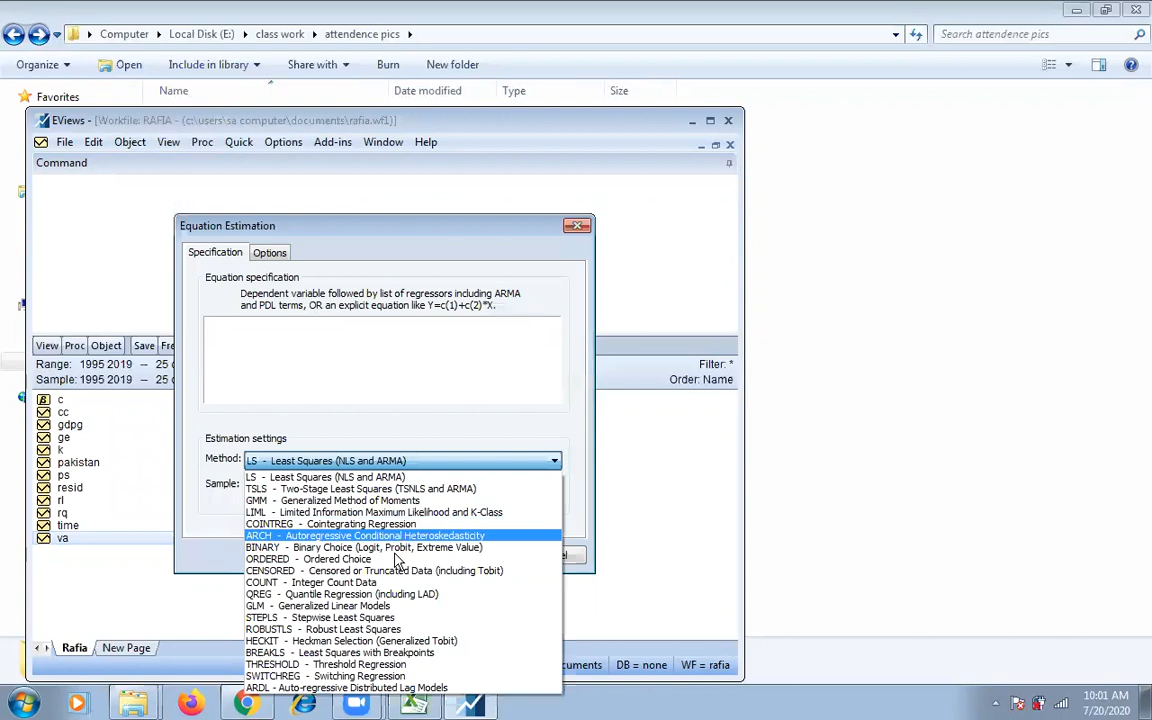 Computer Local Disk (E:) class work attendence pics Search attendence pics
Organize Open Include in library Share with Burn New folder
Favorites Name Date modified Type Size
EViews - [Workfile: RAFIA - (c:\users\sa computer\documents\rafia.wf1)]
File Edit Object View Proc Quick Options Add-ins Window Help
Command
Equation Estimation
Specification Options
Equation specification
Dependent variable followed by list of regressors including ARMA
and PDL terms, OR an explicit equation like Y=c(1)+c(2)*X.
View Proc Object Save
Range: 1995 2019 -- 25 Filter: *
Sample: 1995 2019 -- 25 Order: Name
c
cc
gdpg
ge
k
pakistan
ps
resid
rl
rq
time
va
Estimation settings
Method: LS - Least Squares (NLS and ARMA)
Sample:
LS - Least Squares (NLS and ARMA)
TSLS - Two-Stage Least Squares (TSNLS and ARMA)
GMM - Generalized Method of Moments
LIML - Limited Information Maximum Likelihood and K-Class
COINTREG - Cointegrating Regression
ARCH - Autoregressive Conditional Heteroskedasticity
BINARY - Binary Choice (Logit, Probit, Extreme Value)
ORDERED - Ordered Choice
CENSORED - Censored or Truncated Data (including Tobit)
COUNT - Integer Count Data
QREG - Quantile Regression (including LAD)
GLM - Generalized Linear Models
STEPLS - Stepwise Least Squares
ROBUSTLS - Robust Least Squares
HECKIT - Heckman Selection (Generalized Tobit)
BREAKLS - Least Squares with Breakpoints
THRESHOLD - Threshold Regression
SWITCHREG - Switching Regression
ARDL - Auto-regressive Distributed Lag Models
Rafia New Page
DB = none WF = rafia
10:01 AM
7/20/2020